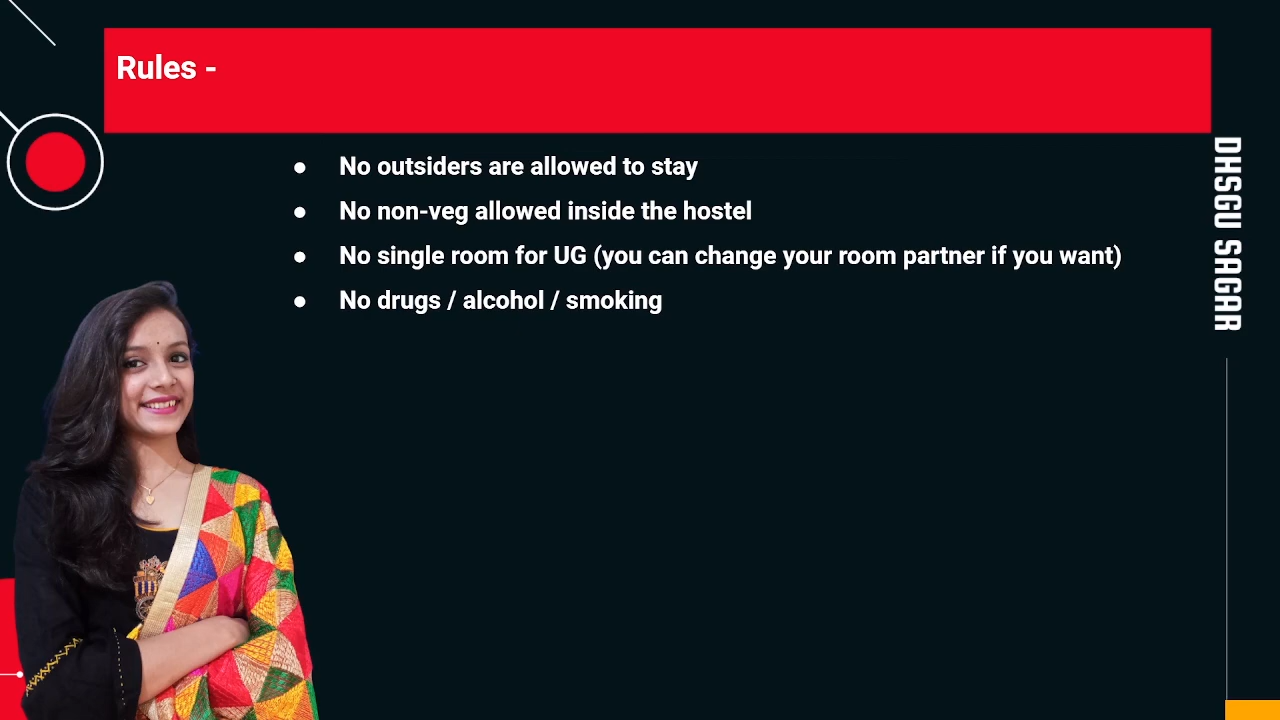 Rules -
● No outsiders are allowed to stay
● No non-veg allowed inside the hostel
● No single room for UG (you can change your room partner if you want)
● No drugs / alcohol / smoking
DHSGU SAGAR